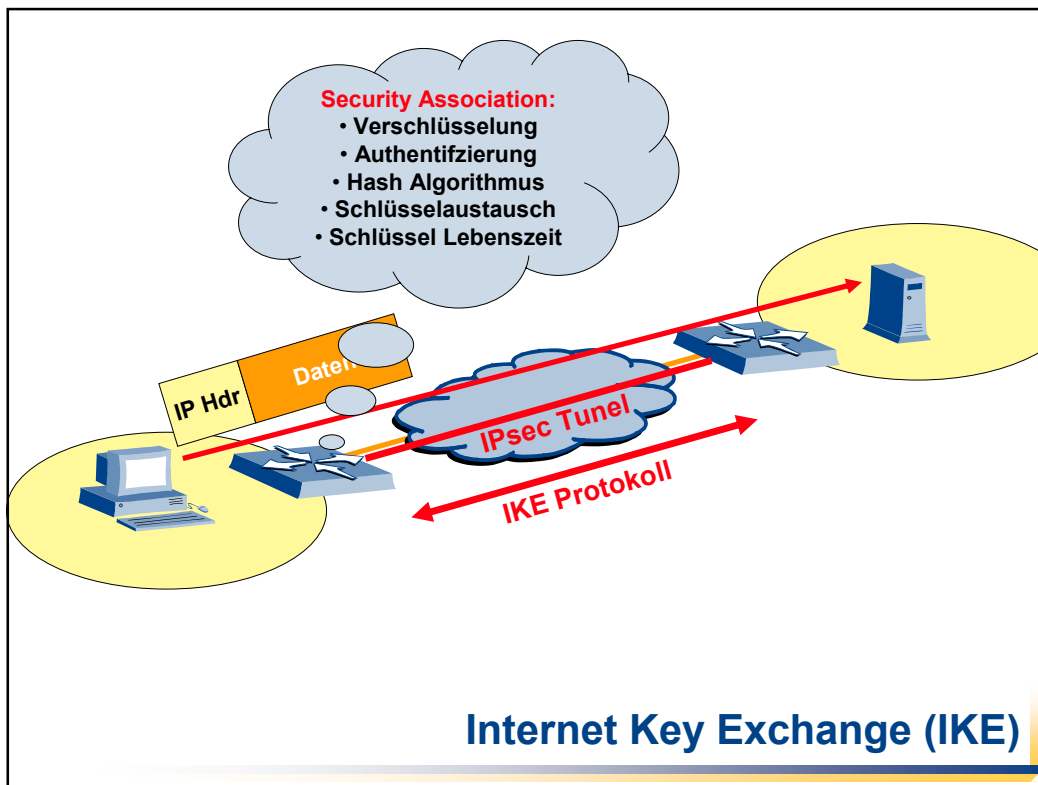 Security Association:
• Verschlüsselung
• Authentifzierung
• Hash Algorithmus
• Schlüsselaustausch
• Schlüssel Lebenszeit
IP Hdr
Daten
IPsec Tunel
IKE Protokoll
Internet Key Exchange (IKE)